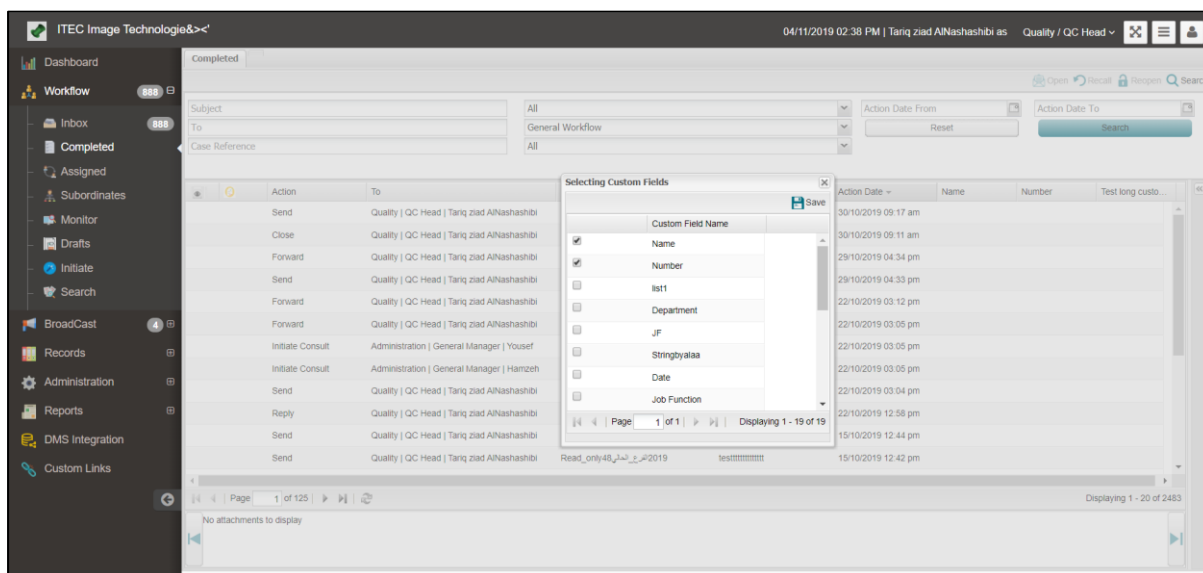 ITEC Image Technologie&><'
04/11/2019 02:38 PM | Tariq ziad AlNashashibi as Quality / QC Head
Dashboard
Workflow 888
Inbox 888
Completed
Assigned
Subordinates
Monitor
Drafts
Initiate
Search
BroadCast 4
Records
Administration
Reports
DMS Integration
Custom Links
Completed
Open Recall Reopen Searc
Subject All Action Date From Action Date To
To General Workflow Reset Search
Case Reference All
Action To Action Date Name Number Test long custo...
Send Quality | QC Head | Tariq ziad AlNashashibi 30/10/2019 09:17 am
Close Quality | QC Head | Tariq ziad AlNashashibi 30/10/2019 09:11 am
Forward Quality | QC Head | Tariq ziad AlNashashibi 29/10/2019 04:34 pm
Send Quality | QC Head | Tariq ziad AlNashashibi 29/10/2019 04:33 pm
Forward Quality | QC Head | Tariq ziad AlNashashibi 22/10/2019 03:12 pm
Forward Quality | QC Head | Tariq ziad AlNashashibi 22/10/2019 03:05 pm
Initiate Consult Administration | General Manager | Yousef 22/10/2019 03:05 pm
Initiate Consult Administration | General Manager | Hamzeh 22/10/2019 03:05 pm
Send Quality | QC Head | Tariq ziad AlNashashibi 22/10/2019 03:04 pm
Reply Quality | QC Head | Tariq ziad AlNashashibi 22/10/2019 12:58 pm
Send Quality | QC Head | Tariq ziad AlNashashibi 15/10/2019 12:44 pm
Send Quality | QC Head | Tariq ziad AlNashashibi 15/10/2019 12:42 pm
Selecting Custom Fields
Save
Custom Field Name
Name
Number
list1
Department
JF
Stringbyalaa
Date
Job Function
Page 1 of 1 Displaying 1 - 19 of 19
Page 1 of 125 Displaying 1 - 20 of 2483
No attachments to display